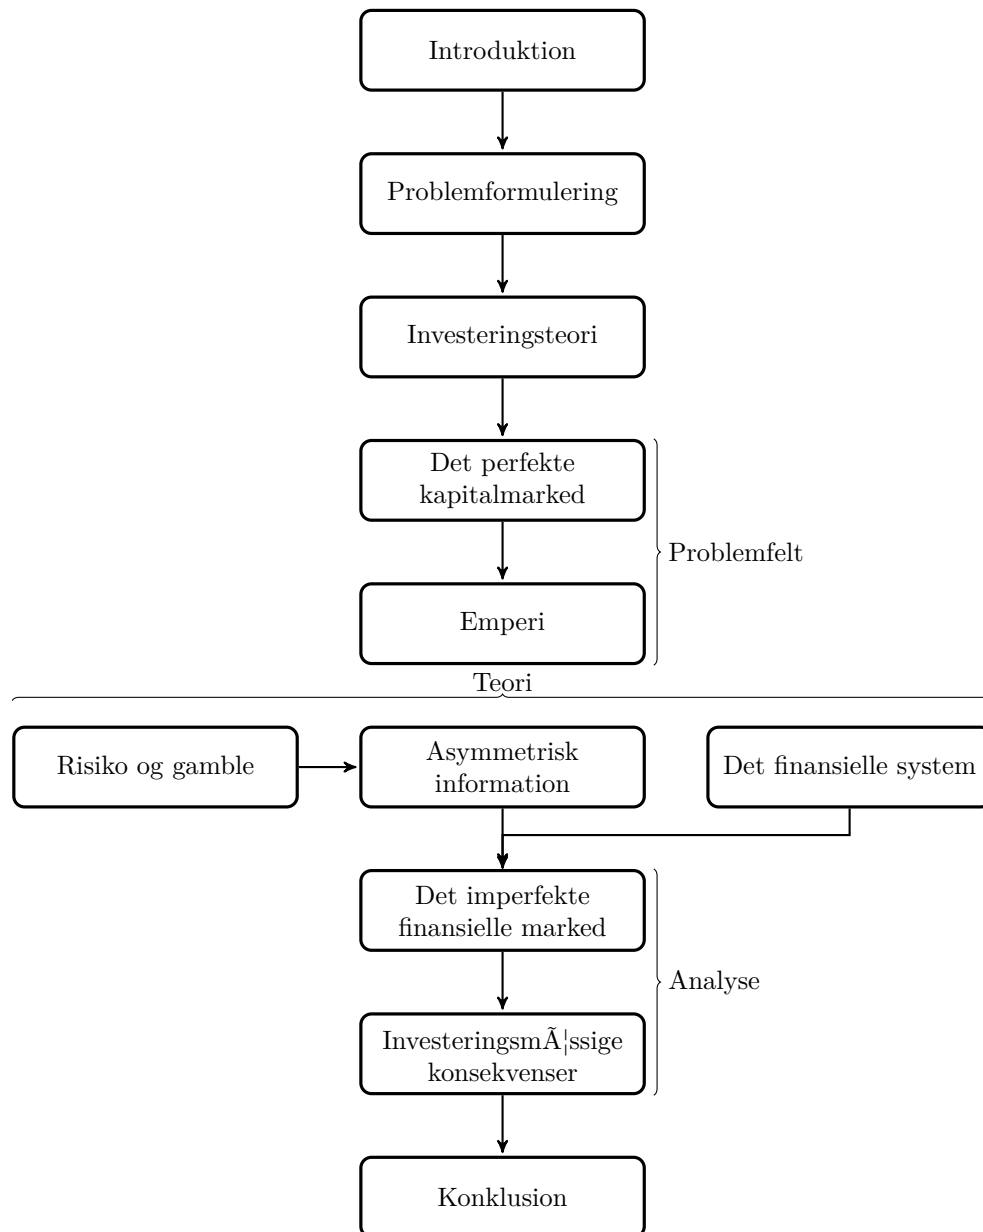 Introduktion
Problemformulering
Investeringsteori
Det perfekte
kapitalmarked
Problemfelt
Emperi
Teori
Risiko og gamble
Asymmetrisk
information
Det finansielle system
Det imperfekte
finansielle marked
Analyse
InvesteringsmÃ¦ssige
konsekvenser
Konklusion